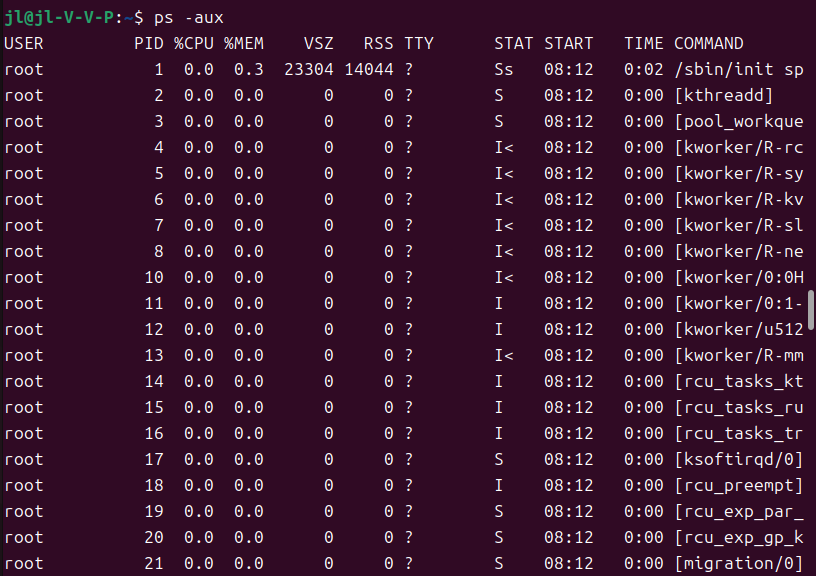 jl@jl-V-V-P:~$ ps -aux
USER         PID %CPU %MEM    VSZ   RSS TTY      STAT START   TIME COMMAND
root           1  0.0  0.3  23304 14044 ?        Ss   08:12   0:02 /sbin/init sp
root           2  0.0  0.0      0     0 ?        S    08:12   0:00 [kthreadd]
root           3  0.0  0.0      0     0 ?        S    08:12   0:00 [pool_workque
root           4  0.0  0.0      0     0 ?        I<   08:12   0:00 [kworker/R-rc
root           5  0.0  0.0      0     0 ?        I<   08:12   0:00 [kworker/R-sy
root           6  0.0  0.0      0     0 ?        I<   08:12   0:00 [kworker/R-kv
root           7  0.0  0.0      0     0 ?        I<   08:12   0:00 [kworker/R-sl
root           8  0.0  0.0      0     0 ?        I<   08:12   0:00 [kworker/R-ne
root          10  0.0  0.0      0     0 ?        I<   08:12   0:00 [kworker/0:0H
root          11  0.0  0.0      0     0 ?        I    08:12   0:00 [kworker/0:1-
root          12  0.0  0.0      0     0 ?        I    08:12   0:00 [kworker/u512
root          13  0.0  0.0      0     0 ?        I<   08:12   0:00 [kworker/R-mm
root          14  0.0  0.0      0     0 ?        I    08:12   0:00 [rcu_tasks_kt
root          15  0.0  0.0      0     0 ?        I    08:12   0:00 [rcu_tasks_ru
root          16  0.0  0.0      0     0 ?        I    08:12   0:00 [rcu_tasks_tr
root          17  0.0  0.0      0     0 ?        S    08:12   0:00 [ksoftirqd/0]
root          18  0.0  0.0      0     0 ?        I    08:12   0:00 [rcu_preempt]
root          19  0.0  0.0      0     0 ?        S    08:12   0:00 [rcu_exp_par_
root          20  0.0  0.0      0     0 ?        S    08:12   0:00 [rcu_exp_gp_k
root          21  0.0  0.0      0     0 ?        S    08:12   0:00 [migration/0]